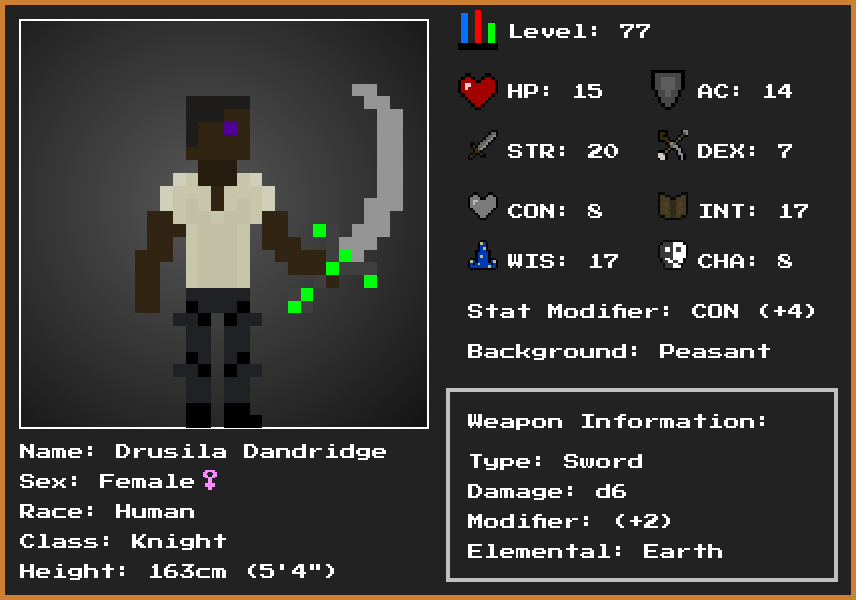 Level: 77
HP: 15 AC: 14
STR: 20 DEX: 7
CON: 8 INT: 17
WIS: 17 CHA: 8
Stat Modifier: CON (+4)
Background: Peasant
Weapon Information:
Type: Sword
Damage: d6
Modifier: (+2)
Elemental: Earth
Name: Drusila Dandridge
Sex: Female♀
Race: Human
Class: Knight
Height: 163cm (5'4")